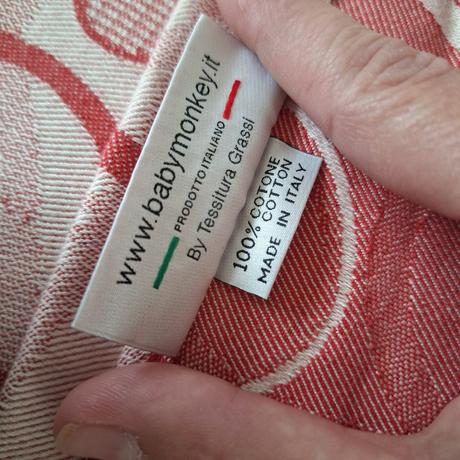 www.babymonkey.it
PRODOTTO ITALIANO
By Tessitura Grassi
100% COTONE
COTTON
MADE IN ITALY